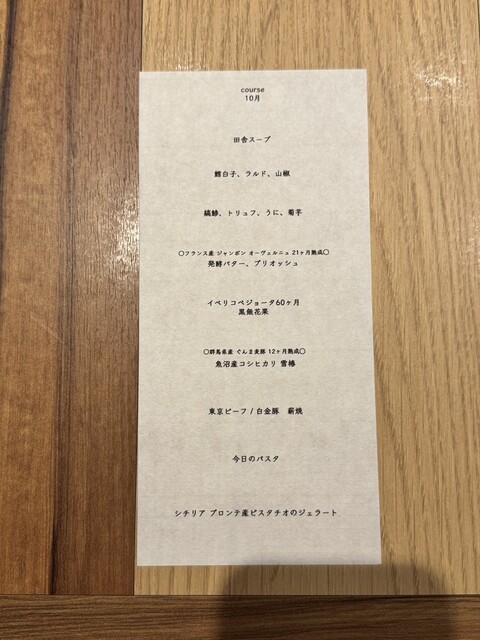 course
10月
田舎スープ
鱈白子、ラルド、山椒
縞鯵、トリュフ、うに、菊芋
〇フランス産 ジャンボン オーヴェルニュ 21ヶ月熟成〇
発酵バター、ブリオッシュ
イベリコベジョータ60ヶ月
黒無花果
〇群馬県産 ぐんま麦豚 12ヶ月熟成〇
魚沼産コシヒカリ 雪椿
東京ビーフ / 白金豚 薪焼
今日のパスタ
シチリア ブロンテ産ピスタチオのジェラート